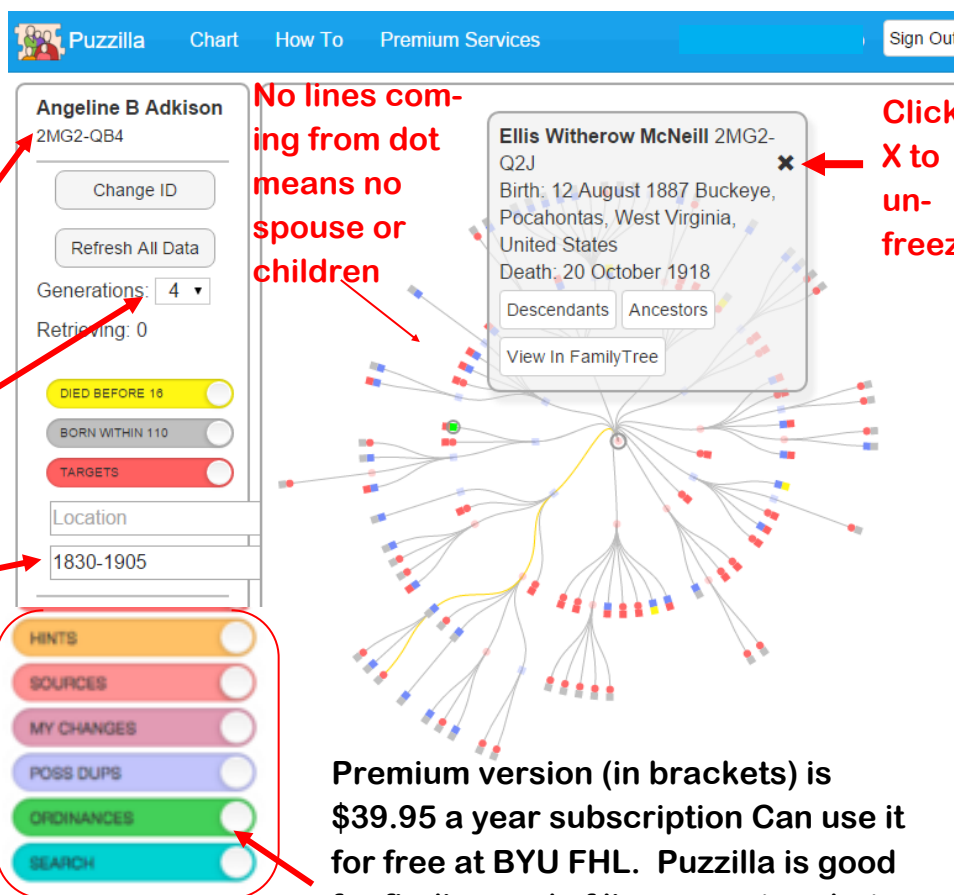 Puzzilla Chart How To Premium Services Sign Out
Angeline B Adkison
2MG2-QB4
Change ID
Refresh All Data
Generations: 4
Retrieving: 0
DIED BEFORE 16
BORN WITHIN 110
TARGETS
Location
1830-1905
HINTS
SOURCES
MY CHANGES
POSS DUPS
ORDINANCES
SEARCH
No lines com-
ing from dot
means no
spouse or
children
Ellis Witherow McNeill 2MG2-
Q2J
Birth: 12 August 1887 Buckeye,
Pocahontas, West Virginia,
United States
Death: 20 October 1918
Descendants Ancestors
View In FamilyTree
Click
X to
un-
freez
Premium version (in brackets) is
$39.95 a year subscription Can use it
for free at BYU FHL. Puzzilla is good